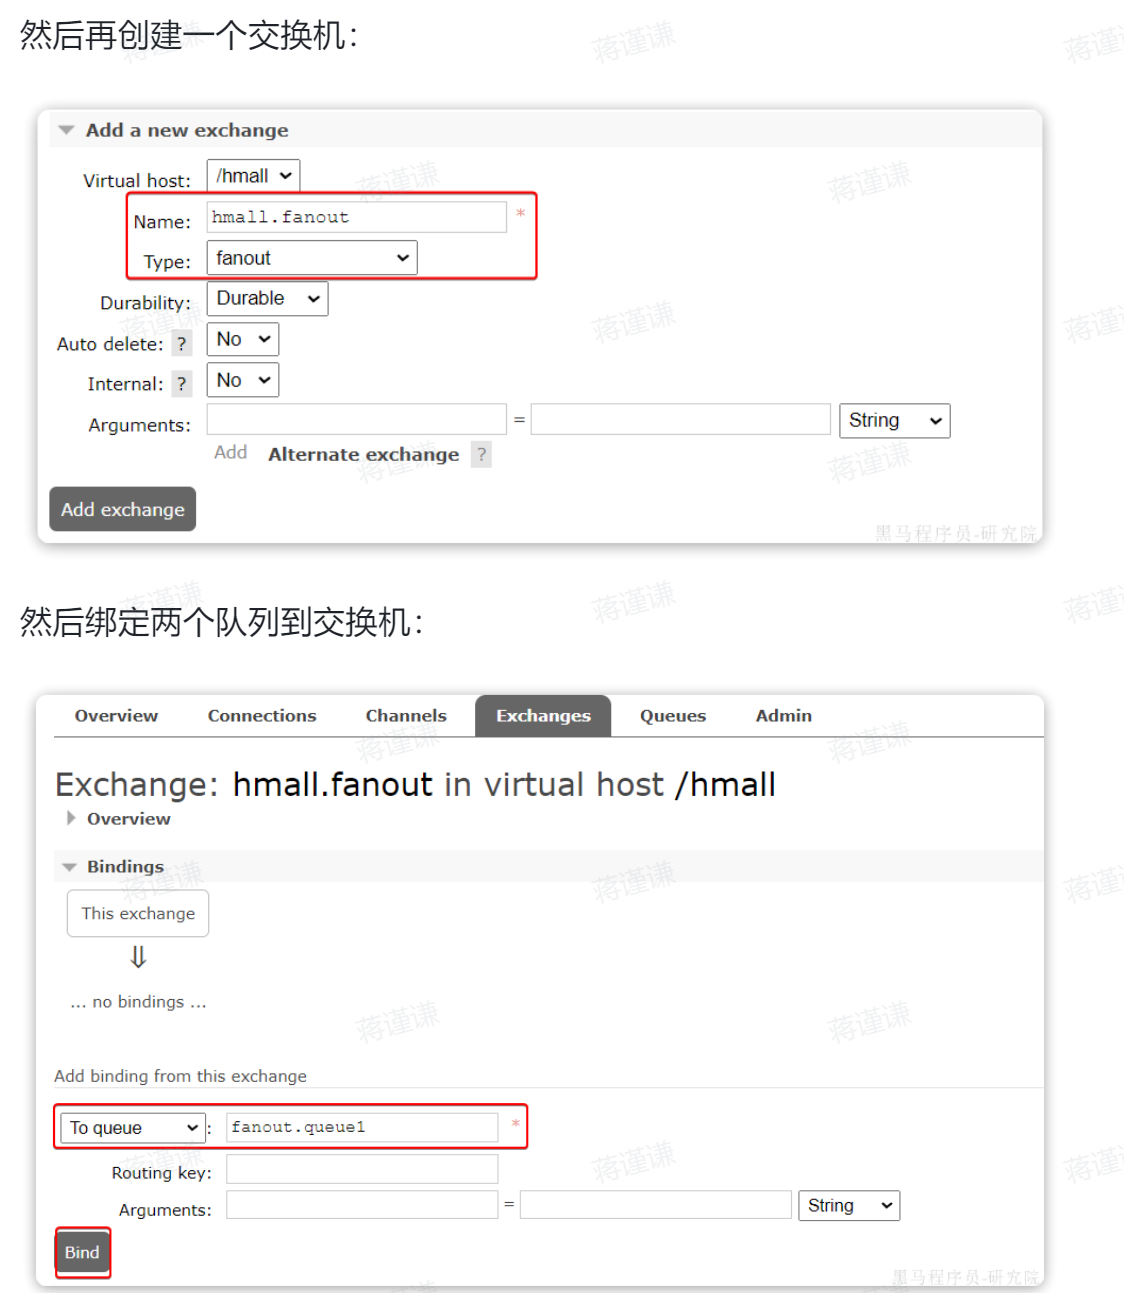 然后再创建一个交换机：
Add a new exchange
Virtual host: /hmall
Name: hmall.fanout *
Type: fanout
Durability: Durable
Auto delete: ? No
Internal: ? No
Arguments: = String
Add Alternate exchange ?
Add exchange
黑马程序员-研究院
然后绑定两个队列到交换机：
Overview Connections Channels Exchanges Queues Admin
Exchange: hmall.fanout in virtual host /hmall
Overview
Bindings
This exchange
⇓
... no bindings ...
Add binding from this exchange
To queue : fanout.queue1 *
Routing key:
Arguments: = String
Bind
黑马程序员-研究院
蒋谨谦